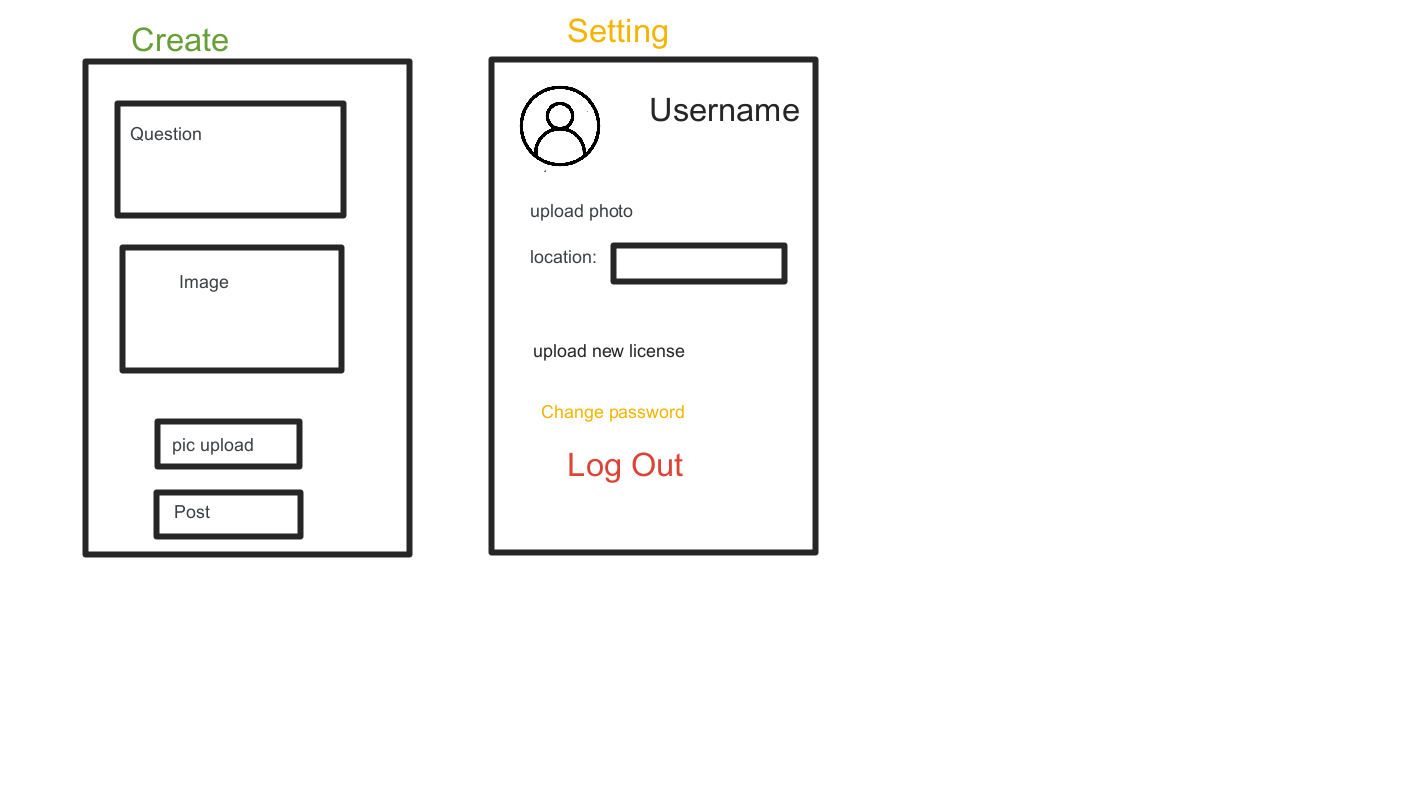 Create
Question
Image
pic upload
Post
Setting
Username
upload photo
location:
upload new license
Change password
Log Out